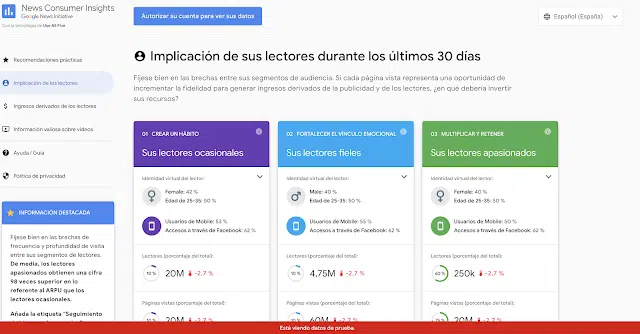 News Consumer Insights
Google News Initiative
Con la tecnología de Use All Five
Autorizar su cuenta para ver sus datos
Español (España)
Recomendaciones prácticas
Implicación de los lectores
Ingresos derivados de los lectores
Información valiosa sobre vídeos
Ayuda / Guía
Política de privacidad
INFORMACIÓN DESTACADA
Fíjese bien en las brechas de
frecuencia y profundidad de visita
entre sus segmentos de lectores.
De media, los lectores
apasionados obtienen una cifra
98 veces superior en lo
referente al ARPU que los
lectores ocasionales.
Añada la etiqueta "Seguimiento
Implicación de sus lectores durante los últimos 30 días
Fíjese bien en las brechas entre sus segmentos de audiencia. Si cada página vista representa una oportunidad de
incrementar la fidelidad para generar ingresos derivados de la publicidad y de los lectores, ¿en qué debería invertir
sus recursos?
01 CREAR UN HÁBITO
Sus lectores ocasionales
Identidad virtual del lector:
Female: 42 %
Edad de 25-35: 50 %
Usuarios de Mobile: 53 %
Accesos a través de Facebook: 62 %
Lectores (porcentaje del total):
10 %
20M
-2,7 %
Páginas vistas (porcentaje del total):
10 %
20M
-2,7 %
02 FORTALECER EL VÍNCULO EMOCIONAL
Sus lectores fieles
Identidad virtual del lector:
Male: 40 %
Edad de 25-35: 50 %
Usuarios de Mobile: 55 %
Accesos a través de Facebook: 62 %
Lectores (porcentaje del total):
10 %
4,75M
-2,7 %
Páginas vistas (porcentaje del total):
60M
-2,7 %
03 MULTIPLICAR Y RETENER
Sus lectores apasionados
Identidad virtual del lector:
Female: 40 %
Edad de 25-35: 50 %
Usuarios de Mobile: 50 %
Accesos a través de Facebook: 62 %
Lectores (porcentaje del total):
60 %
250k
-2,7 %
Páginas vistas (porcentaje del total):
20M
-2,7 %
Está viendo datos de prueba.